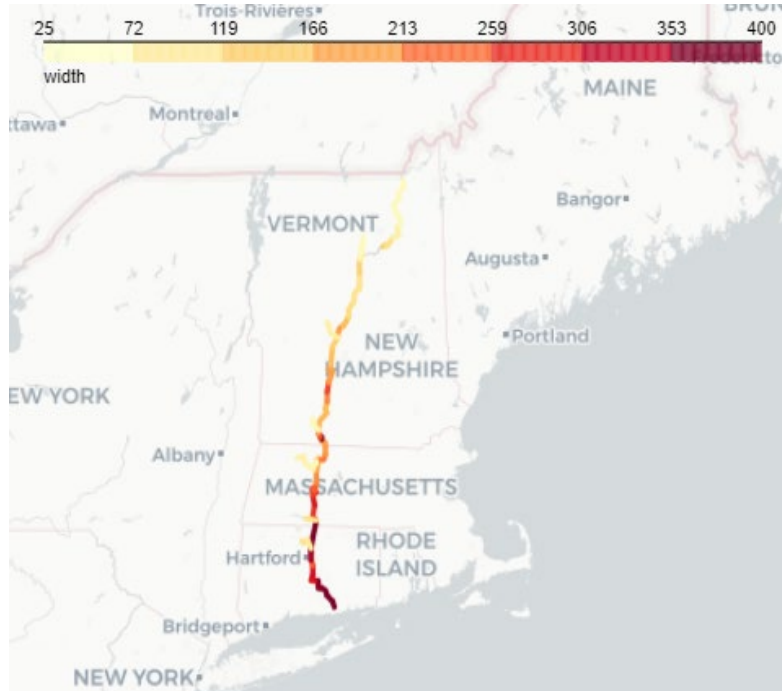 Trois-Rivières
25 72 119 166 213 259 306 353 400
width
MAINE
Montreal
Bangor
VERMONT
Augusta
Portland
NEW
HAMPSHIRE
EW YORK
Albany
MASSACHUSETTS
RHODE
ISLAND
Hartford
Bridgeport
NEW YORK